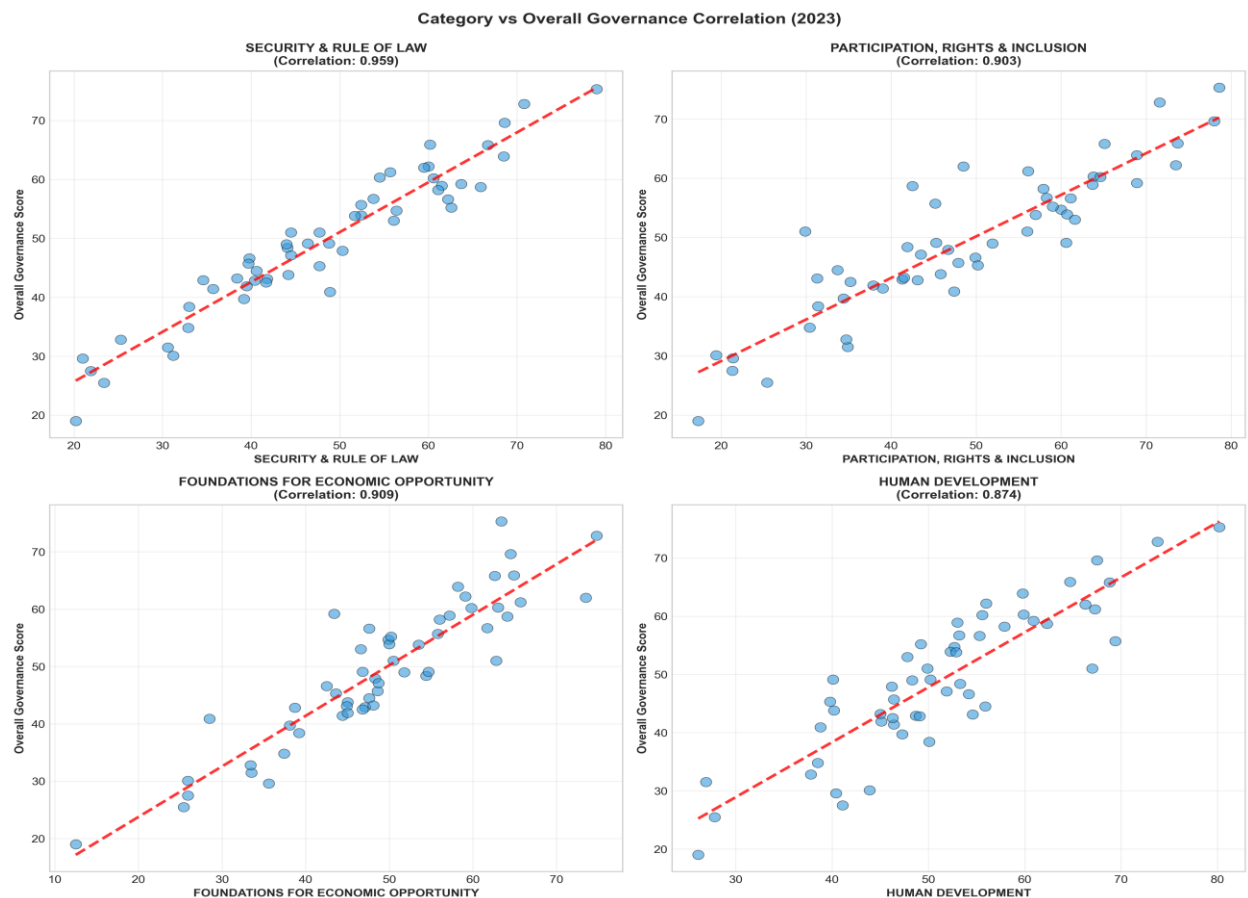 Category vs Overall Governance Correlation (2023)
SECURITY & RULE OF LAW
(Correlation: 0.959)
Overall Governance Score
70
60
50
40
30
20
20 30 40 50 60 70 80
SECURITY & RULE OF LAW
PARTICIPATION, RIGHTS & INCLUSION
(Correlation: 0.903)
Overall Governance Score
70
60
50
40
30
20
20 30 40 50 60 70 80
PARTICIPATION, RIGHTS & INCLUSION
FOUNDATIONS FOR ECONOMIC OPPORTUNITY
(Correlation: 0.909)
Overall Governance Score
70
60
50
40
30
20
10 20 30 40 50 60 70
FOUNDATIONS FOR ECONOMIC OPPORTUNITY
HUMAN DEVELOPMENT
(Correlation: 0.874)
Overall Governance Score
70
60
50
40
30
20
30 40 50 60 70 80
HUMAN DEVELOPMENT